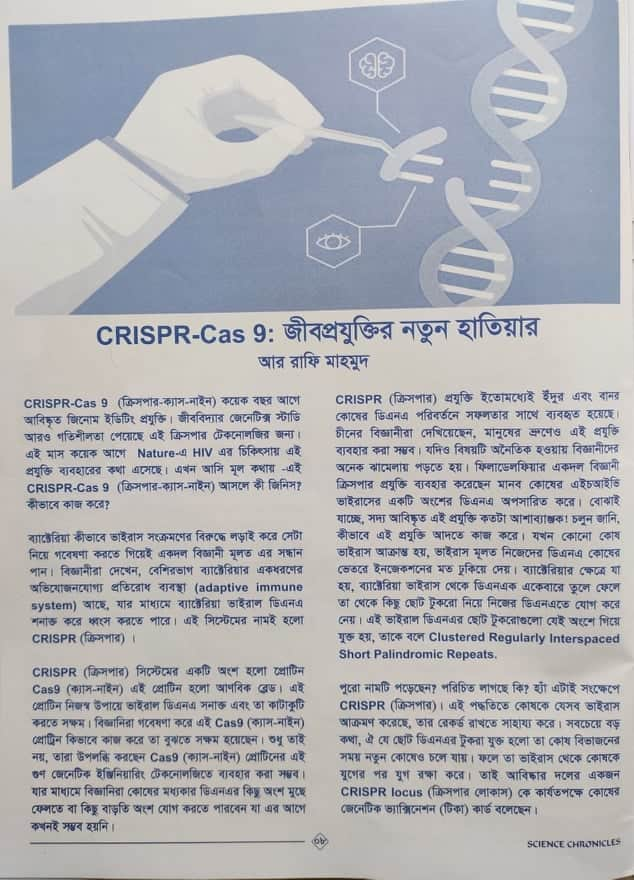 CRISPR-Cas 9: জীবপ্রযুক্তির নতুন হাতিয়ার
আর রাফি মাহমুদ
CRISPR-Cas 9 (ক্রিসপার-ক্যাস-নাইন) কয়েক বছর আগে
আবিষ্কৃত জিনোম ইডিটিং প্রযুক্তি। জীববিদ্যার জেনেটিক্স স্টাডি
আরও গতিশীলতা পেয়েছে এই ক্রিসপার টেকনোলজির জন্য।
এই মাস কয়েক আগে Nature-এ HIV এর চিকিৎসায় এই
প্রযুক্তি ব্যবহারের কথা এসেছে। এখন আসি মূল কথায় -এই
CRISPR-Cas 9 (ক্রিসপার-ক্যাস-নাইন) আসলে কী জিনিস?
কীভাবে কাজ করে?
ব্যাক্টেরিয়া কীভাবে ভাইরাস সংক্রমণের বিরুদ্ধে লড়াই করে সেটা
নিয়ে গবেষণা করতে গিয়েই একদল বিজ্ঞানী মূলত এর সন্ধান
পান। বিজ্ঞানীরা দেখেন, বেশিরভাগ ব্যাক্টেরিয়ার একধরণের
অভিযোজনযোগ্য প্রতিরোধ ব্যবস্থা (adaptive immune
system) আছে, যার মাধ্যমে ব্যাক্টেরিয়া ভাইরাল ডিএনএ
শনাক্ত করে ধ্বংস করতে পারে। এই সিস্টেমের নামই হলো
CRISPR (ক্রিসপার) ।
CRISPR (ক্রিসপার) সিস্টেমের একটি অংশ হলো প্রোটিন
Cas9 (ক্যাস-নাইন) এই প্রোটিন হলো আণবিক ব্লেড। এই
প্রোটিন নিজস্ব উপায়ে ভাইরাল ডিএনএ সনাক্ত এবং তা কাটাকুটি
করতে সক্ষম। বিজ্ঞানিরা গবেষণা করে এই Cas9 (ক্যাস-নাইন)
প্রোট্রিন কিভাবে কাজ করে তা বুঝতে সক্ষম হয়েছেন। শুধু তাই
নয়, তারা উপলব্ধি করছেন Cas9 (ক্যাস-নাইন) প্রোটিনের এই
গুণ জেনেটিক ইঞ্জিনিয়ারিং টেকনোলজিতে ব্যবহার করা সম্ভব।
যার মাধ্যমে বিজ্ঞানিরা কোষের মধ্যকার ডিএনএর কিছু অংশ মুছে
ফেলতে বা কিছু বাড়তি অংশ যোগ করতে পারবেন যা এর আগে
কখনই সম্ভব হয়নি।
CRISPR (ক্রিসপার) প্রযুক্তি ইতোমধ্যেই ইঁদুর এবং বানর
কোষের ডিএনএ পরিবর্তনে সফলতার সাথে ব্যবহৃত হয়েছে।
চীনের বিজ্ঞানীরা দেখিয়েছেন, মানুষের ভ্রূণেও এই প্রযুক্তি
ব্যবহার করা সম্ভব। যদিও বিষয়টি অনৈতিক হওয়ায় বিজ্ঞানীদের
অনেক ঝামেলায় পড়তে হয়। ফিলাডেলফিয়ার একদল বিজ্ঞানী
ক্রিসপার প্রযুক্তি ব্যবহার করেছেন মানব কোষের এইচআইভি
ভাইরাসের একটি অংশের ডিএনএ অপসারিত করে। বোঝাই
যাচ্ছে, সদ্য আবিষ্কৃত এই প্রযুক্তি কতটা আশাব্যাঞ্জক! চলুন জানি,
কীভাবে এই প্রযুক্তি আদতে কাজ করে। যখন কোনো কোষ
ভাইরাস আক্রান্ত হয়, ভাইরাস মূলত নিজেদের ডিএনএ কোষের
ভেতরে ইনজেকশনের মত ঢুকিয়ে দেয়। ব্যাক্টেরিয়ার ক্ষেত্রে যা
হয়, ব্যাক্টেরিয়া ভাইরাস থেকে ডিএনএক একেবারে তুলে ফেলে
তা থেকে কিছু ছোট টুকরো নিয়ে নিজের ডিএনএতে যোগ করে
নেয়। এই ভাইরাল ডিএনএর ছোট টুকরোগুলো যেই অংশে গিয়ে
যুক্ত হয়, তাকে বলে Clustered Regularly Interspaced
Short Palindromic Repeats.
পুরো নামটি পড়েছেন? পরিচিত লাগছে কি? হ্যাঁ এটাই সংক্ষেপে
CRISPR (ক্রিসপার)। এই পদ্ধতিতে কোষকে যেসব ভাইরাস
আক্রমণ করেছে, তার রেকর্ড রাখতে সাহায্য করে। সবচেয়ে বড়
কথা, ঐ যে ছোট ডিএনএর টুকরা যুক্ত হলো তা কোষ বিভাজনের
সময় নতুন কোষেও চলে যায়। ফলে তা ভাইরাস থেকে কোষকে
যুগের পর যুগ রক্ষা করে। তাই আবিষ্কার দলের একজন
CRISPR locus (ক্রিসপার লোকাস) কে কার্যতপক্ষে কোষের
জেনেটিক ভ্যাক্সিনেশন (টিকা) কার্ড বলেছেন।
০৮
SCIENCE CHRONICLES